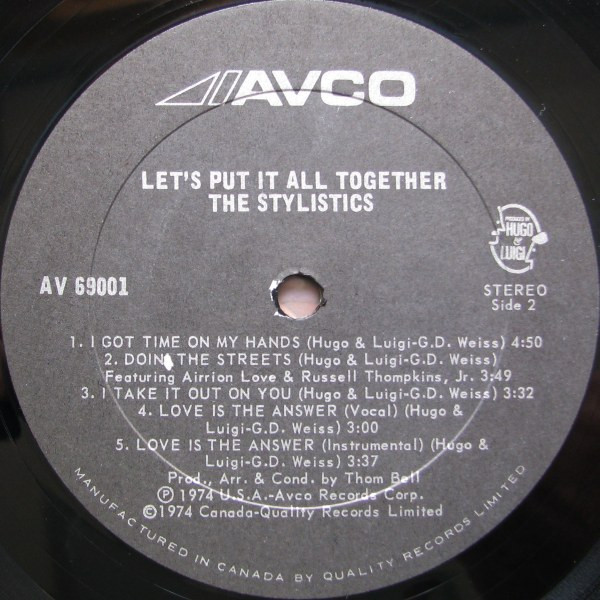 AVCO
LET'S PUT IT ALL TOGETHER
THE STYLISTICS
PRODUCED BY
HUGO
&
LUIGI
AV 69001
STEREO
Side 2
1. I GOT TIME ON MY HANDS (Hugo & Luigi-G.D. Weiss) 4:50
2. DOIN' THE STREETS (Hugo & Luigi-G.D. Weiss)
Featuring Airrion Love & Russell Thompkins, Jr. 3:49
3. I TAKE IT OUT ON YOU (Hugo & Luigi-G.D. Weiss) 3:32
4. LOVE IS THE ANSWER (Vocal) (Hugo &
Luigi-G.D. Weiss) 3:00
5. LOVE IS THE ANSWER (Instrumental) (Hugo &
Luigi-G.D. Weiss) 3:37
Prod., Arr. & Cond. by Thom Bell
Ⓟ 1974 U.S.A.-Avco Records Corp.
©1974 Canada-Quality Records Limited
MANUFACTURED IN CANADA BY QUALITY RECORDS LIMITED